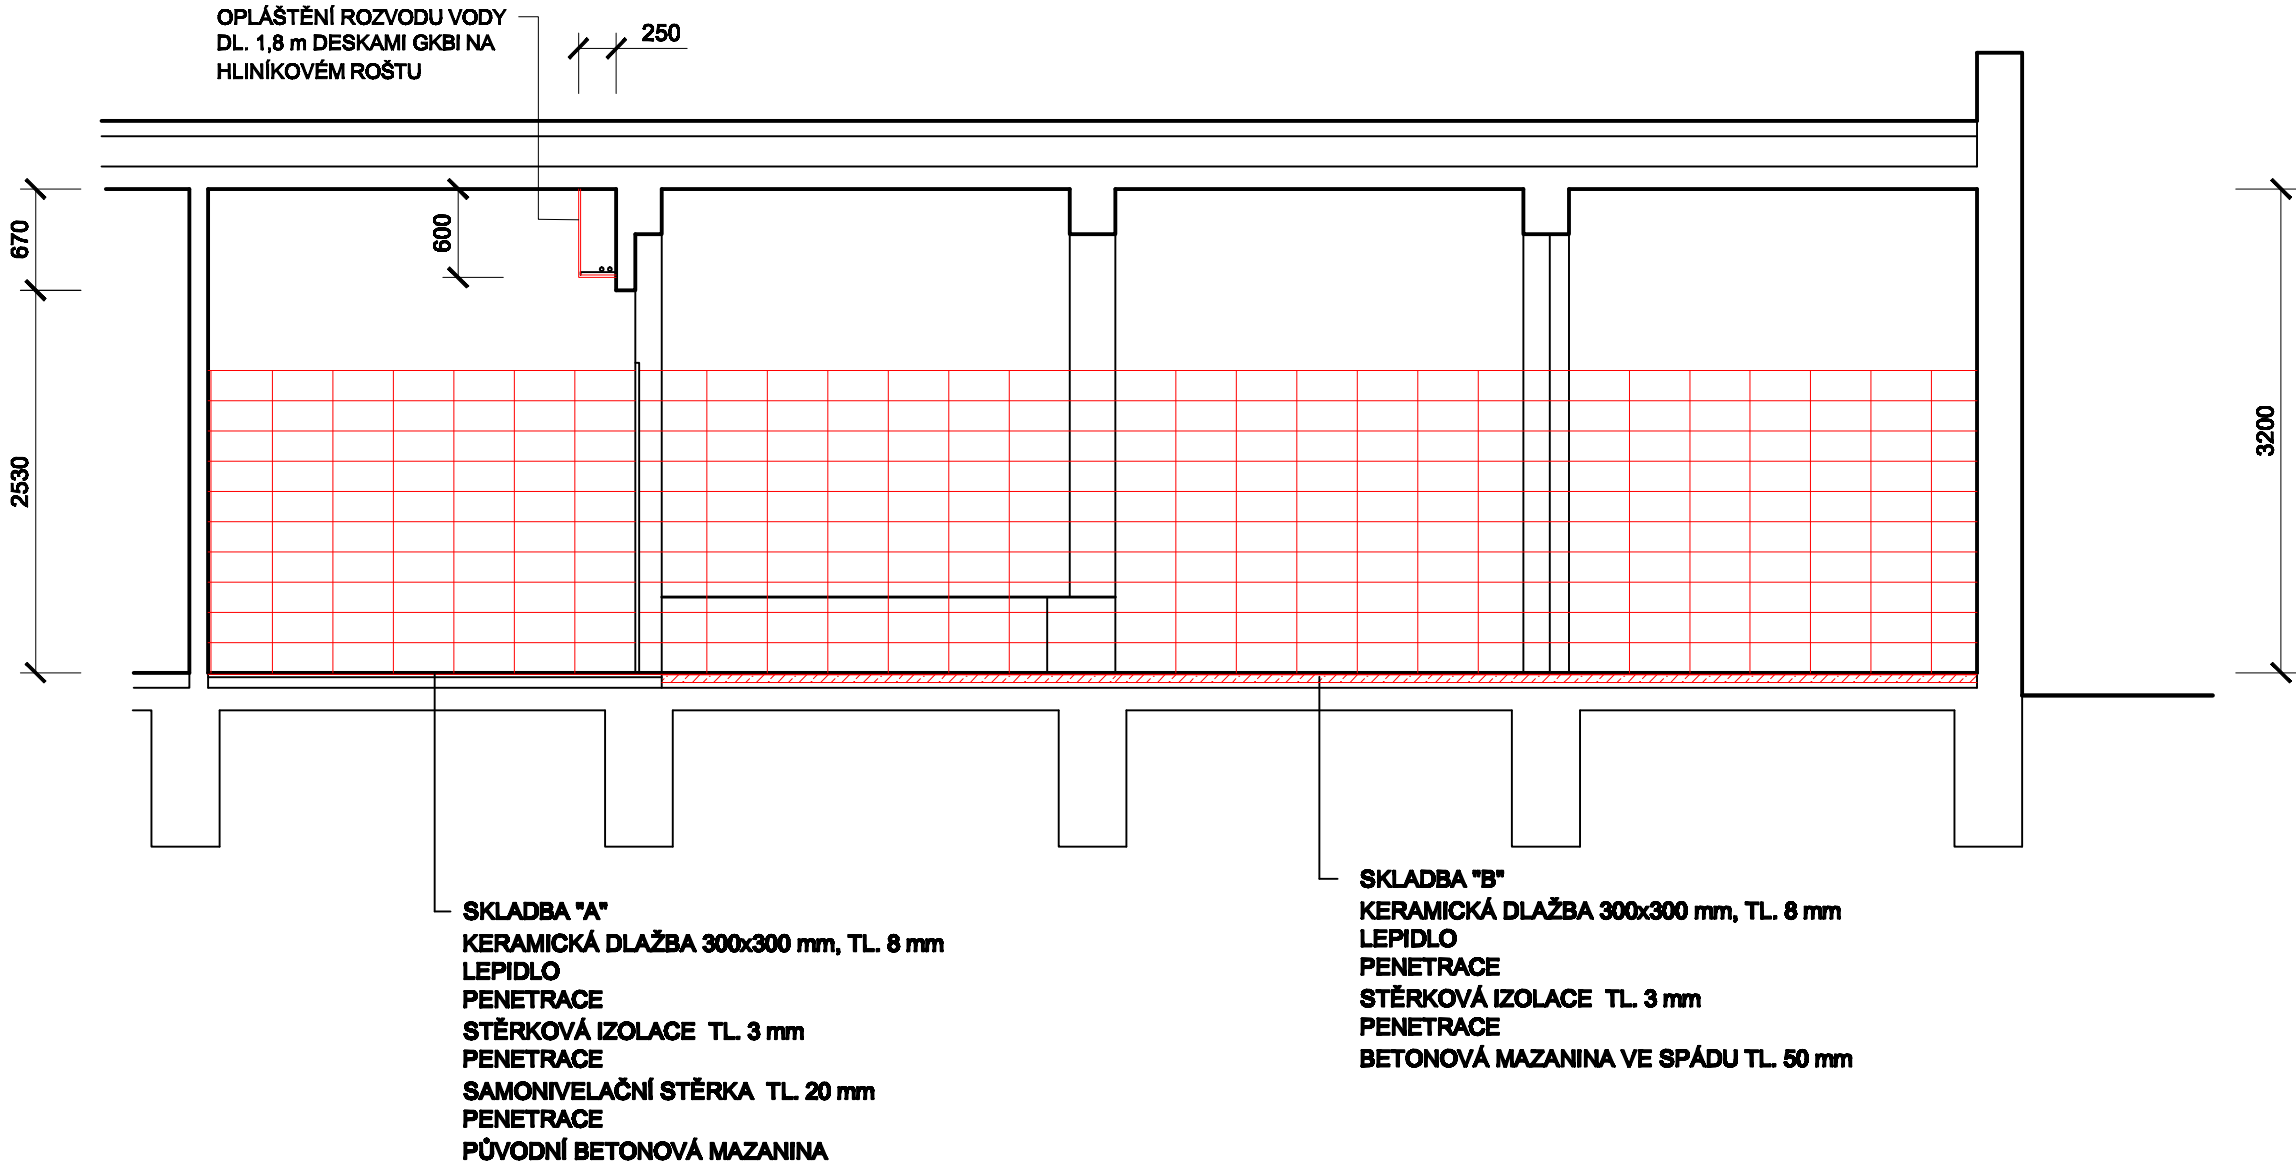 OPLÁŠTĚNÍ ROZVODU VODY
DL. 1,8 m DESKAMI GKBI NA
HLINÍKOVÉM ROŠTU
250
670
600
2530
3200
SKLADBA "A"
KERAMICKÁ DLAŽBA 300x300 mm, TL. 8 mm
LEPIDLO
PENETRACE
STĚRKOVÁ IZOLACE TL. 3 mm
PENETRACE
SAMONIVELAČNÍ STĚRKA TL. 20 mm
PENETRACE
PŮVODNÍ BETONOVÁ MAZANINA
SKLADBA "B"
KERAMICKÁ DLAŽBA 300x300 mm, TL. 8 mm
LEPIDLO
PENETRACE
STĚRKOVÁ IZOLACE TL. 3 mm
PENETRACE
BETONOVÁ MAZANINA VE SPÁDU TL. 50 mm